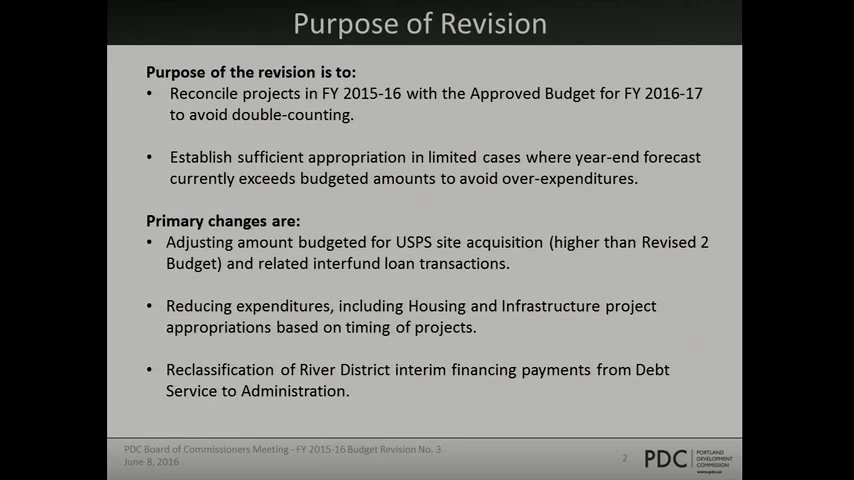 Purpose of Revision
Purpose of the revision is to:
• Reconcile projects in FY 2015-16 with the Approved Budget for FY 2016-17
to avoid double-counting.
• Establish sufficient appropriation in limited cases where year-end forecast
currently exceeds budgeted amounts to avoid over-expenditures.
Primary changes are:
• Adjusting amount budgeted for USPS site acquisition (higher than Revised 2
Budget) and related interfund loan transactions.
• Reducing expenditures, including Housing and Infrastructure project
appropriations based on timing of projects.
• Reclassification of River District interim financing payments from Debt
Service to Administration.
PDC Board of Commissioners Meeting - FY 2015-16 Budget Revision No. 3
June 8, 2016
2
PDC
PORTLAND
DEVELOPMENT
COMMISSION
www.pdc.us